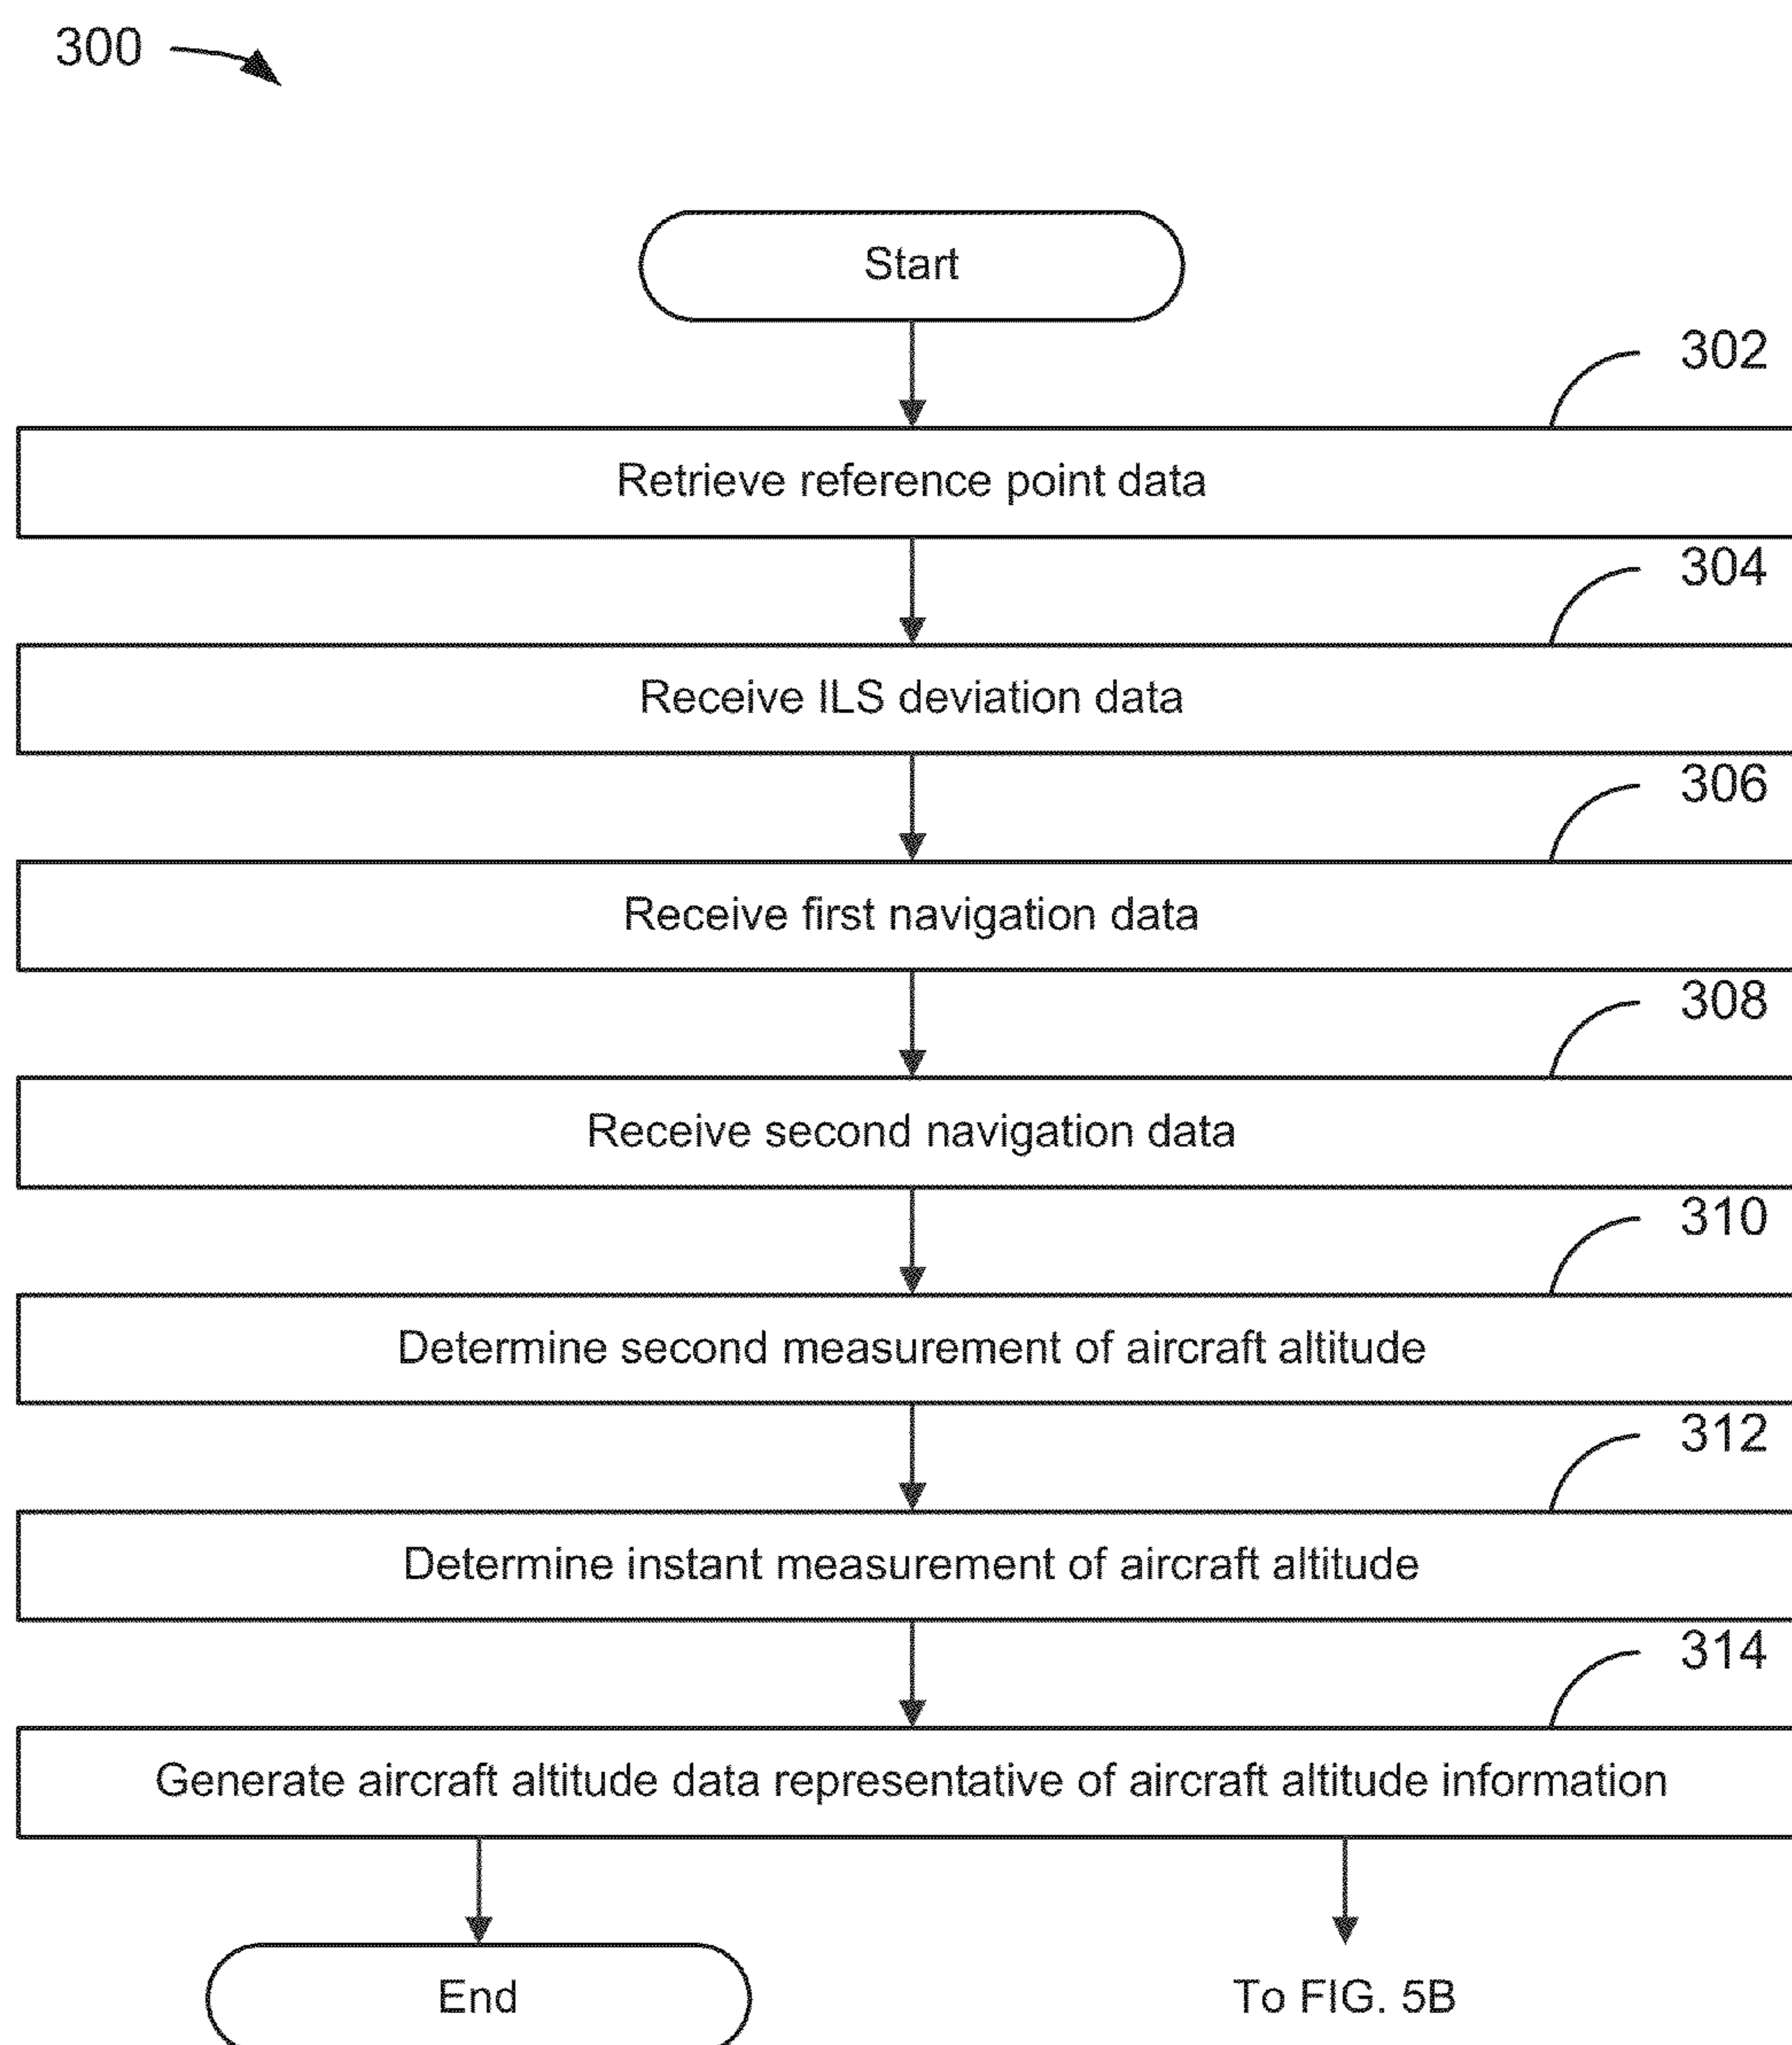 300
Start
302
Retrieve reference point data
304
Receive ILS deviation data
306
Receive first navigation data
308
Receive second navigation data
310
Determine second measurement of aircraft altitude
312
Determine instant measurement of aircraft altitude
314
Generate aircraft altitude data representative of aircraft altitude information
End
To FIG. 5B